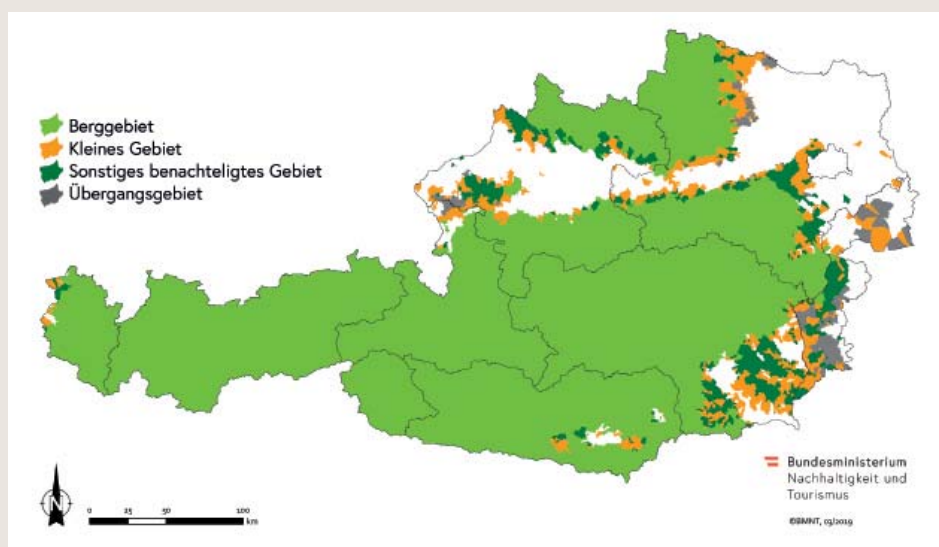 Berggebiet
Kleines Gebiet
Sonstiges benachteligtes Gebiet
Übergangsgebiet
N
0 25 50 100
km
Bundesministerium
Nachhaltigkeit und
Tourismus
©BMNT, 03/2019